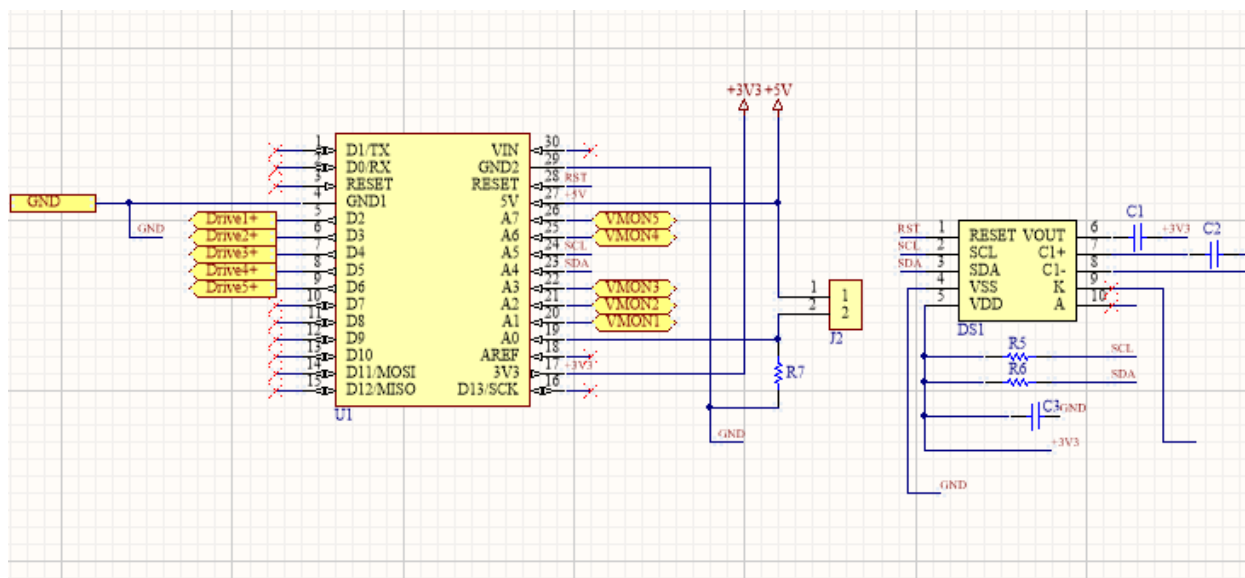 +3V3 +5V
GND
GND
Drive1+
Drive2+
Drive3+
Drive4+
Drive5+
1 D1/TX VIN 30
2 D0/RX GND2 29
3 RESET RESET 28 RST
4 GND1 5V 27 +5V
5 D2 A7 26 VMON5
6 D3 A6 25 VMON4
7 D4 A5 24 SCL
8 D5 A4 23 SDA
9 D6 A3 22 VMON3
10 D7 A2 21 VMON2
11 D8 A1 20 VMON1
12 D9 A0 19
13 D10 AREF 18
14 D11/MOSI 3V3 17 +3V3
15 D12/MISO D13/SCK 16
U1
1 1
2 2
J2
R7
GND
C1
+3V3
C2
RST 1 RESET VOUT 6
SCL 2 SCL C1+ 7
SDA 3 SDA C1- 8
4 VSS K 9
5 VDD A 10
DS1
R5 SCL
R6 SDA
C3 GND
+3V3
GND